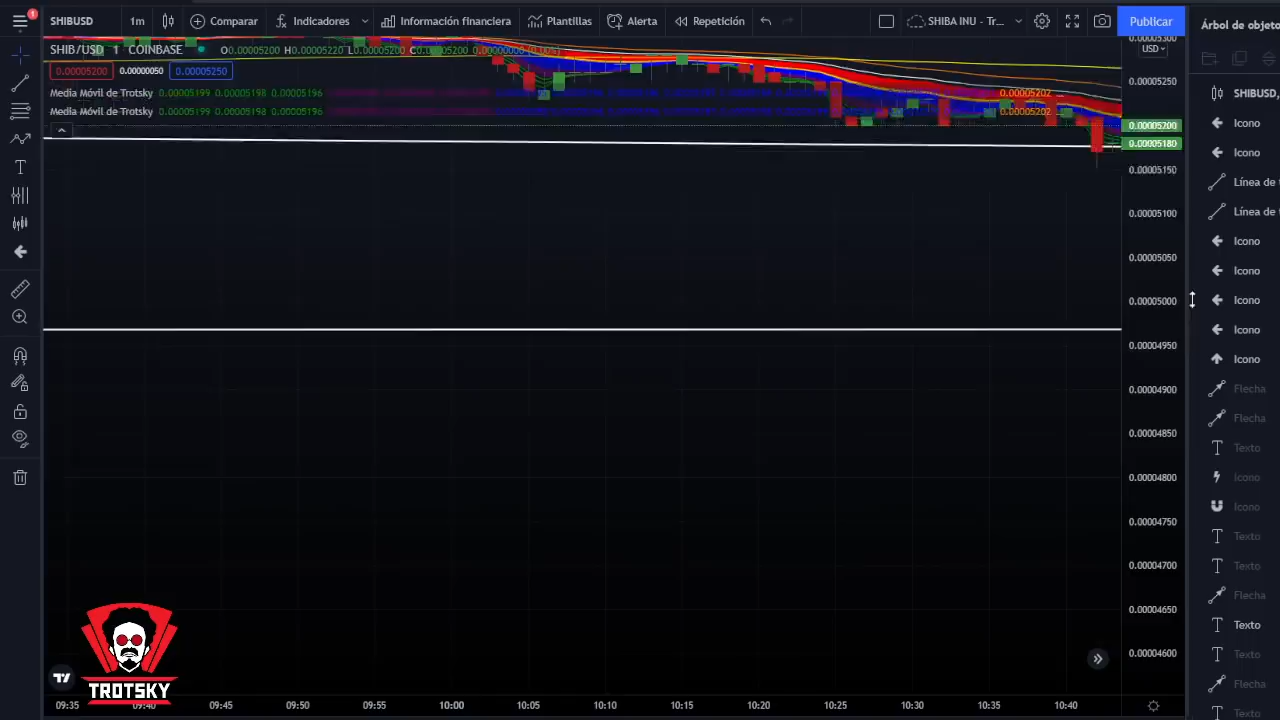 1
SHIBUSD
1m
Comparar
Indicadores
Información financiera
Plantillas
Alerta
Repetición
SHIBA INU - Tr...
Publicar
Árbol de objeto
SHIB/USD 1 COINBASE
O0.00005200 H0.00005220 L0.00005200 C0.00005200 0.00000000 (0.00%)
0.00005200 0.00000050 0.00005250
Media Móvil de Trotsky 0.00005199 0.00005198 0.00005196
0.00005202
Media Móvil de Trotsky 0.00005199 0.00005198 0.00005196
0.00005202
0.00005300
USD
0.00005250
0.00005200
0.00005180
0.00005150
0.00005100
0.00005050
0.00005000
0.00004950
0.00004900
0.00004850
0.00004800
0.00004750
0.00004700
0.00004650
0.00004600
SHIBUSD,
Icono
Icono
Línea de t
Línea de t
Icono
Icono
Icono
Icono
Icono
Flecha
Flecha
Texto
Icono
Icono
Texto
Texto
Flecha
Texto
Texto
Flecha
Texto
TROTSKY
09:35 09:40 09:45 09:50 09:55 10:00 10:05 10:10 10:15 10:20 10:25 10:30 10:35 10:40